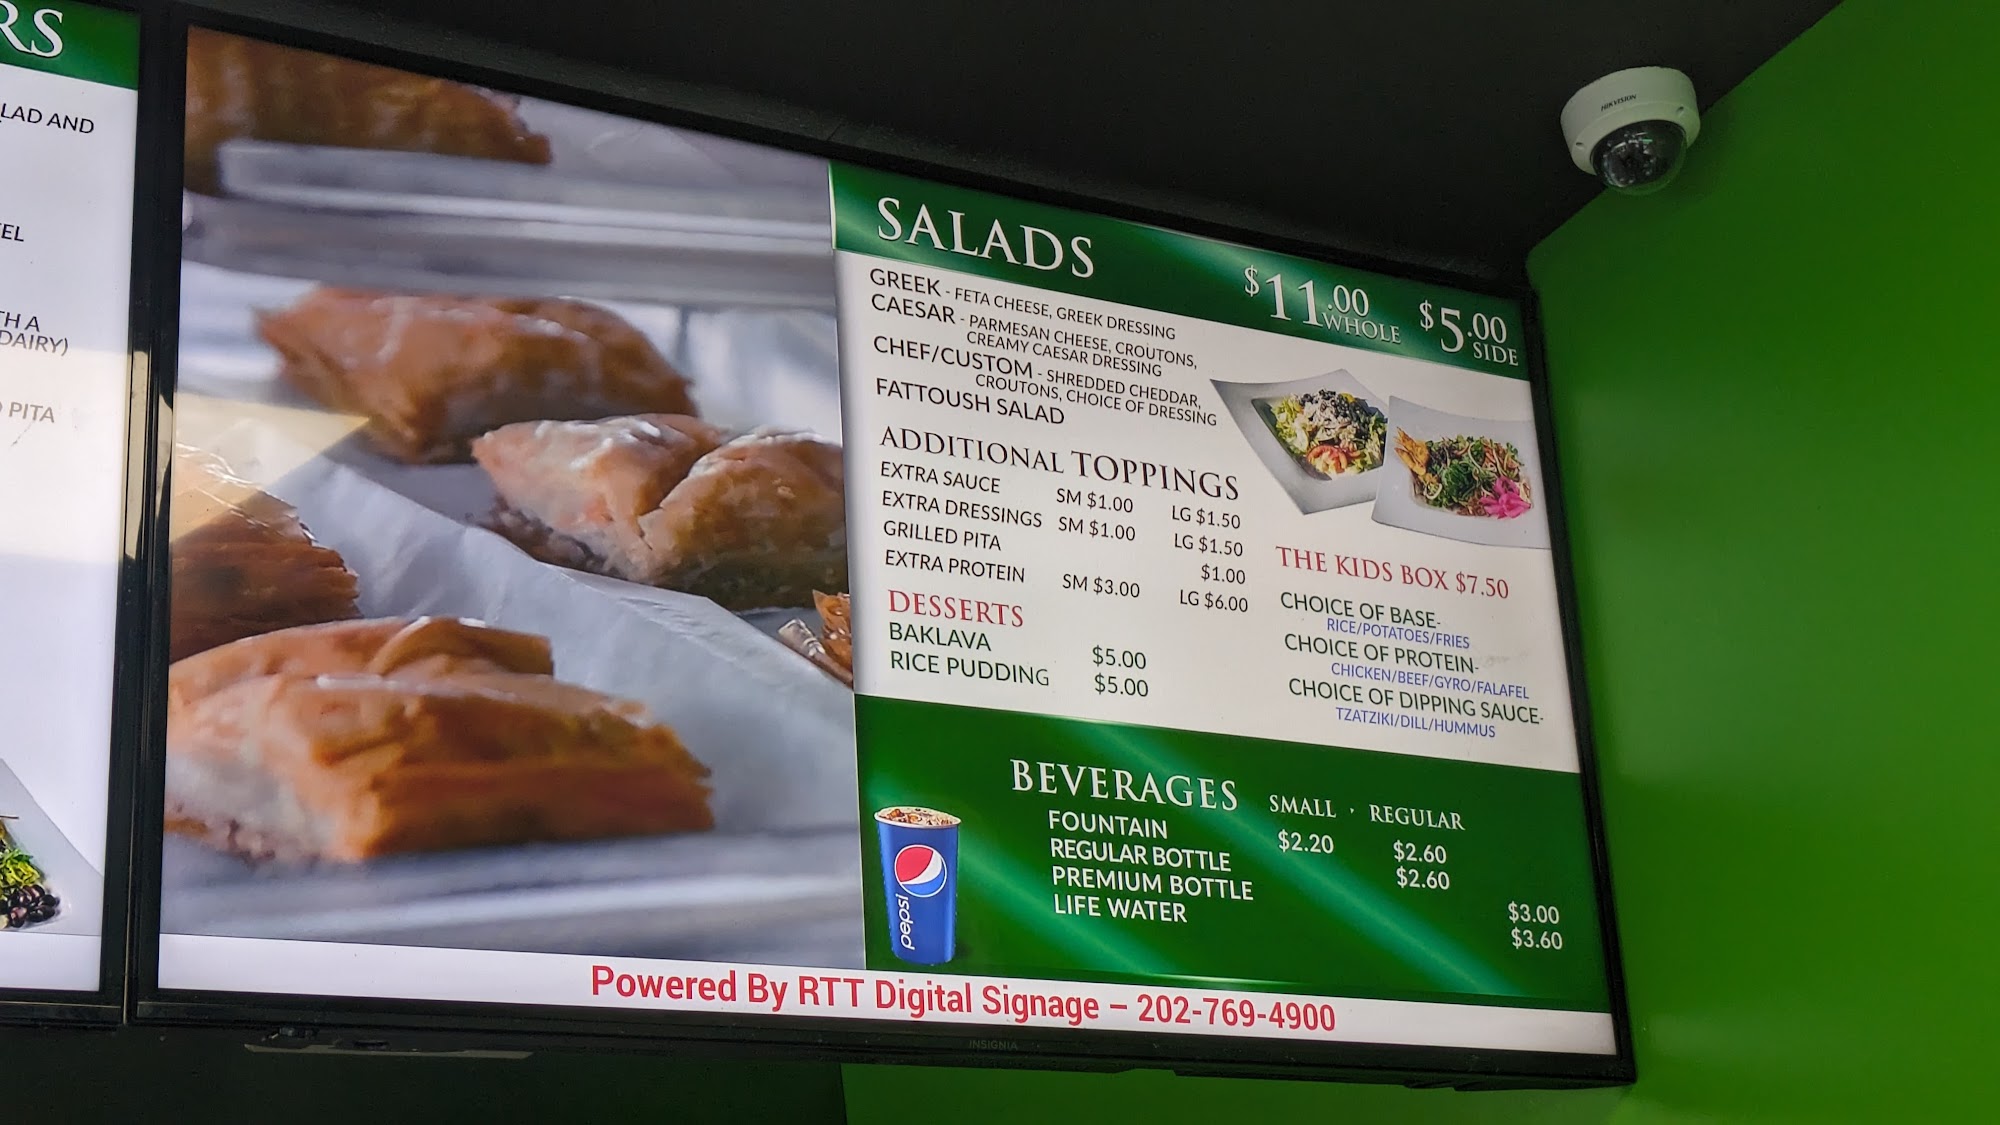 RS
LAD AND
EL
TH A
DAIRY)
PITA
HIKVISION
SALADS
$11.00 WHOLE
$5.00 SIDE
GREEK - FETA CHEESE, GREEK DRESSING
CAESAR - PARMESAN CHEESE, CROUTONS,
CREAMY CAESAR DRESSING
CHEF/CUSTOM - SHREDDED CHEDDAR,
CROUTONS, CHOICE OF DRESSING
FATTOUSH SALAD
ADDITIONAL TOPPINGS
EXTRA SAUCE SM $1.00 LG $1.50
EXTRA DRESSINGS SM $1.00 LG $1.50
GRILLED PITA $1.00
EXTRA PROTEIN SM $3.00 LG $6.00
DESSERTS
BAKLAVA $5.00
RICE PUDDING $5.00
THE KIDS BOX $7.50
CHOICE OF BASE-
RICE/POTATOES/FRIES
CHOICE OF PROTEIN-
CHICKEN/BEEF/GYRO/FALAFEL
CHOICE OF DIPPING SAUCE-
TZATZIKI/DILL/HUMMUS
BEVERAGES SMALL · REGULAR
FOUNTAIN $2.20 $2.60
REGULAR BOTTLE $2.60
PREMIUM BOTTLE $3.00
LIFE WATER $3.60
pepsi
Powered By RTT Digital Signage – 202-769-4900
INSIGNIA